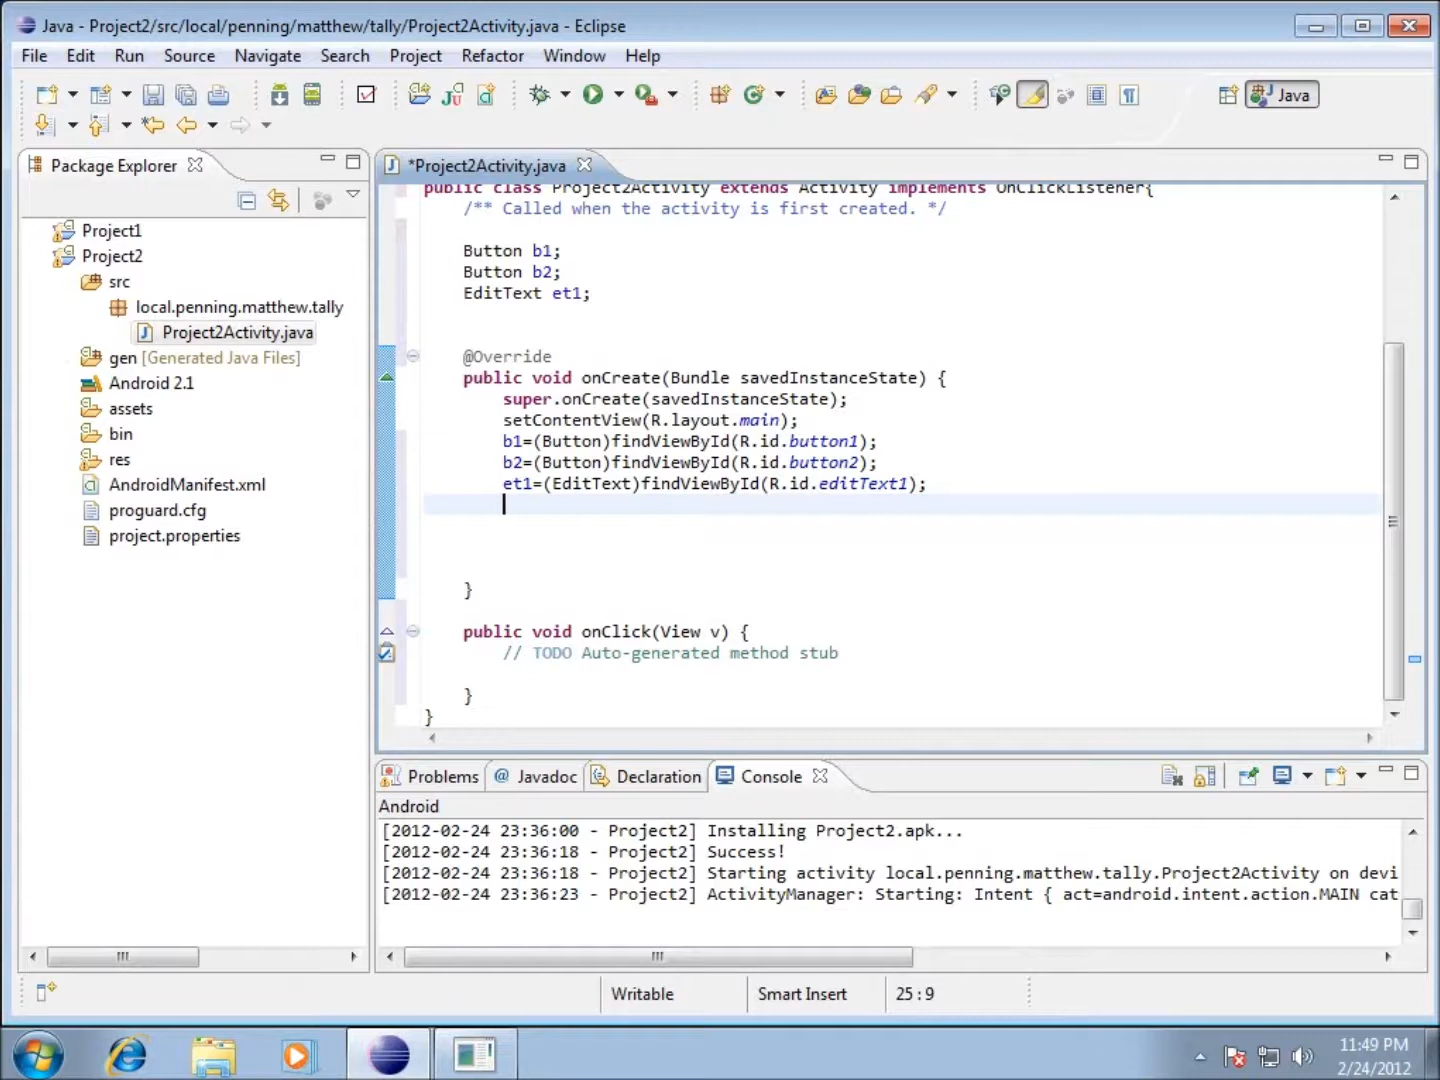 Java - Project2/src/local/penning/matthew/tally/Project2Activity.java - Eclipse
File Edit Run Source Navigate Search Project Refactor Window Help
Java
Package Explorer
Project1
Project2
src
local.penning.matthew.tally
Project2Activity.java
gen [Generated Java Files]
Android 2.1
assets
bin
res
AndroidManifest.xml
proguard.cfg
project.properties
*Project2Activity.java
public class Project2Activity extends Activity implements OnClickListener{
/** Called when the activity is first created. */
Button b1;
Button b2;
EditText et1;
@Override
public void onCreate(Bundle savedInstanceState) {
super.onCreate(savedInstanceState);
setContentView(R.layout.main);
b1=(Button)findViewById(R.id.button1);
b2=(Button)findViewById(R.id.button2);
et1=(EditText)findViewById(R.id.editText1);
}
public void onClick(View v) {
// TODO Auto-generated method stub
}
}
Problems @ Javadoc Declaration Console
Android
[2012-02-24 23:36:00 - Project2] Installing Project2.apk...
[2012-02-24 23:36:18 - Project2] Success!
[2012-02-24 23:36:18 - Project2] Starting activity local.penning.matthew.tally.Project2Activity on devi
[2012-02-24 23:36:23 - Project2] ActivityManager: Starting: Intent { act=android.intent.action.MAIN cat
Writable Smart Insert 25 : 9
11:49 PM
2/24/2012